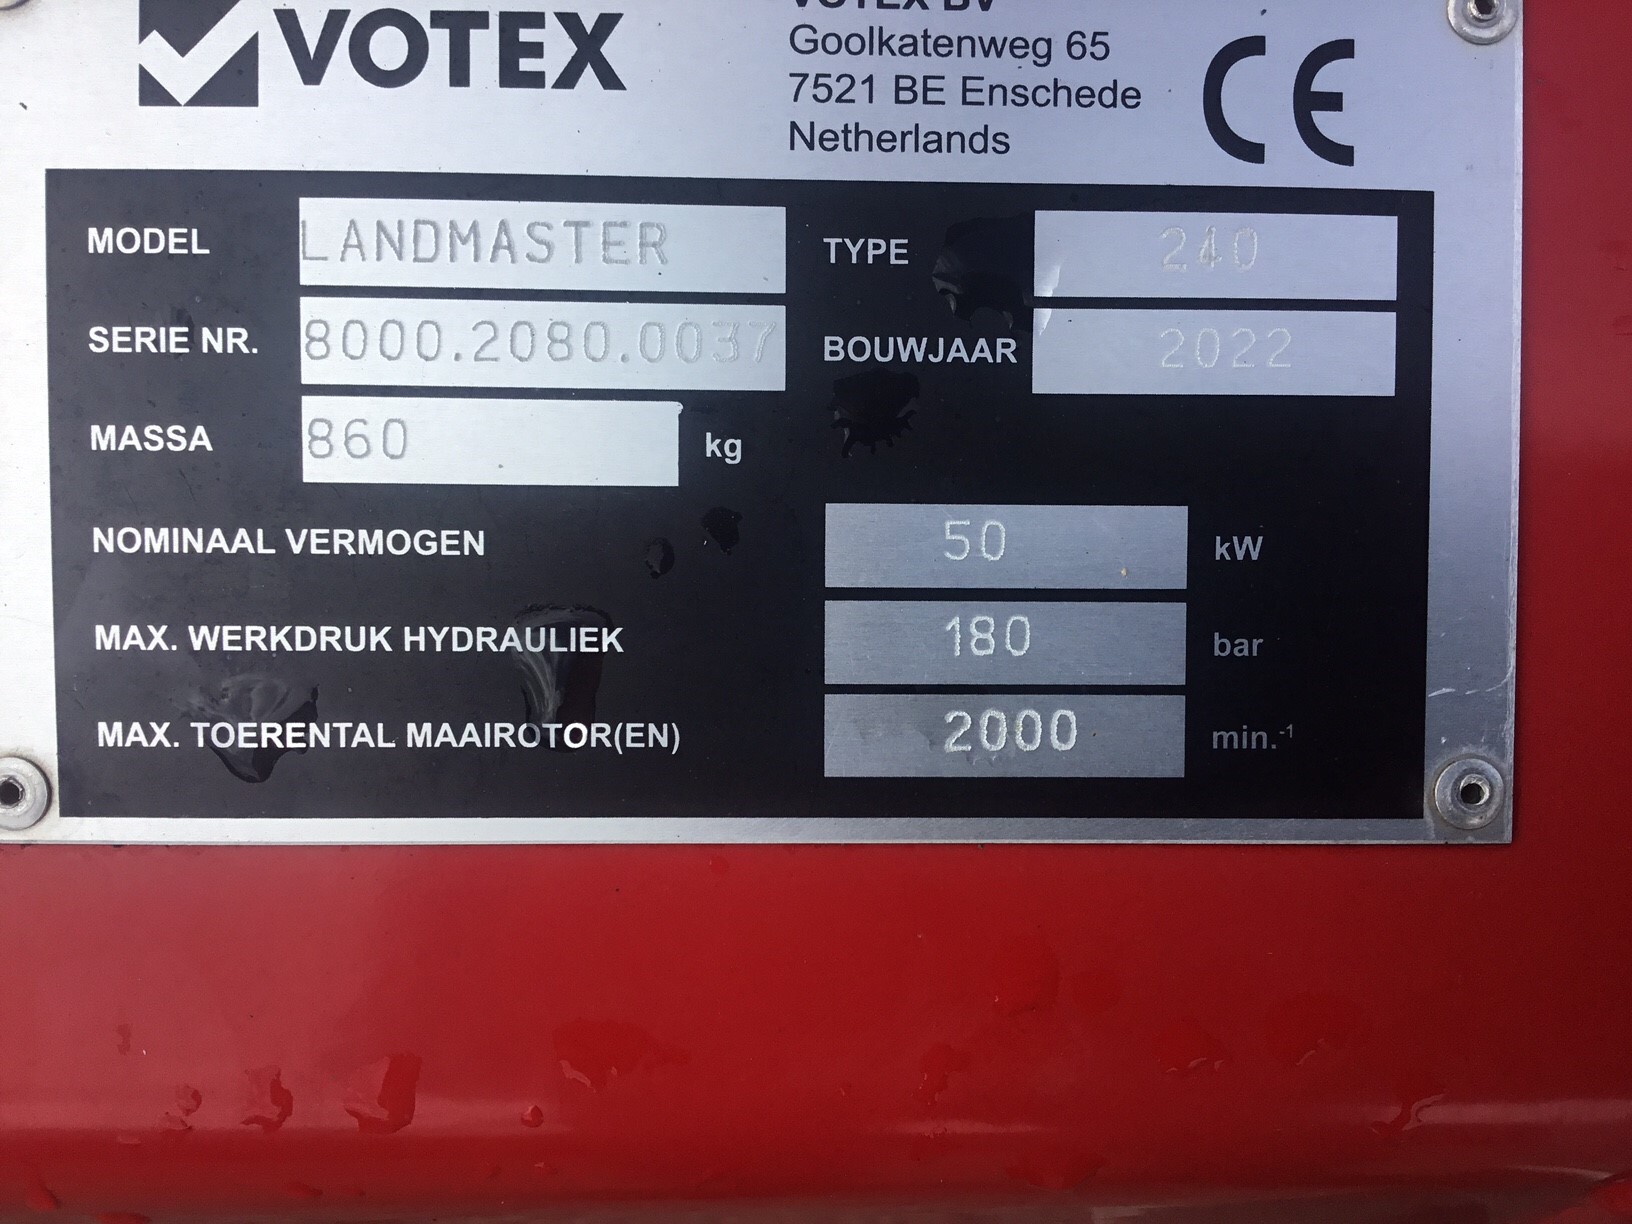 VOTEX
VOTEX BV
Goolkatenweg 65
7521 BE Enschede
Netherlands
CE
MODEL LANDMASTER TYPE 240
SERIE NR. 8000.2080.0037 BOUWJAAR 2022
MASSA 860 kg
NOMINAAL VERMOGEN 50 kW
MAX. WERKDRUK HYDRAULIEK 180 bar
MAX. TOERENTAL MAAIROTOR(EN) 2000 min.⁻¹